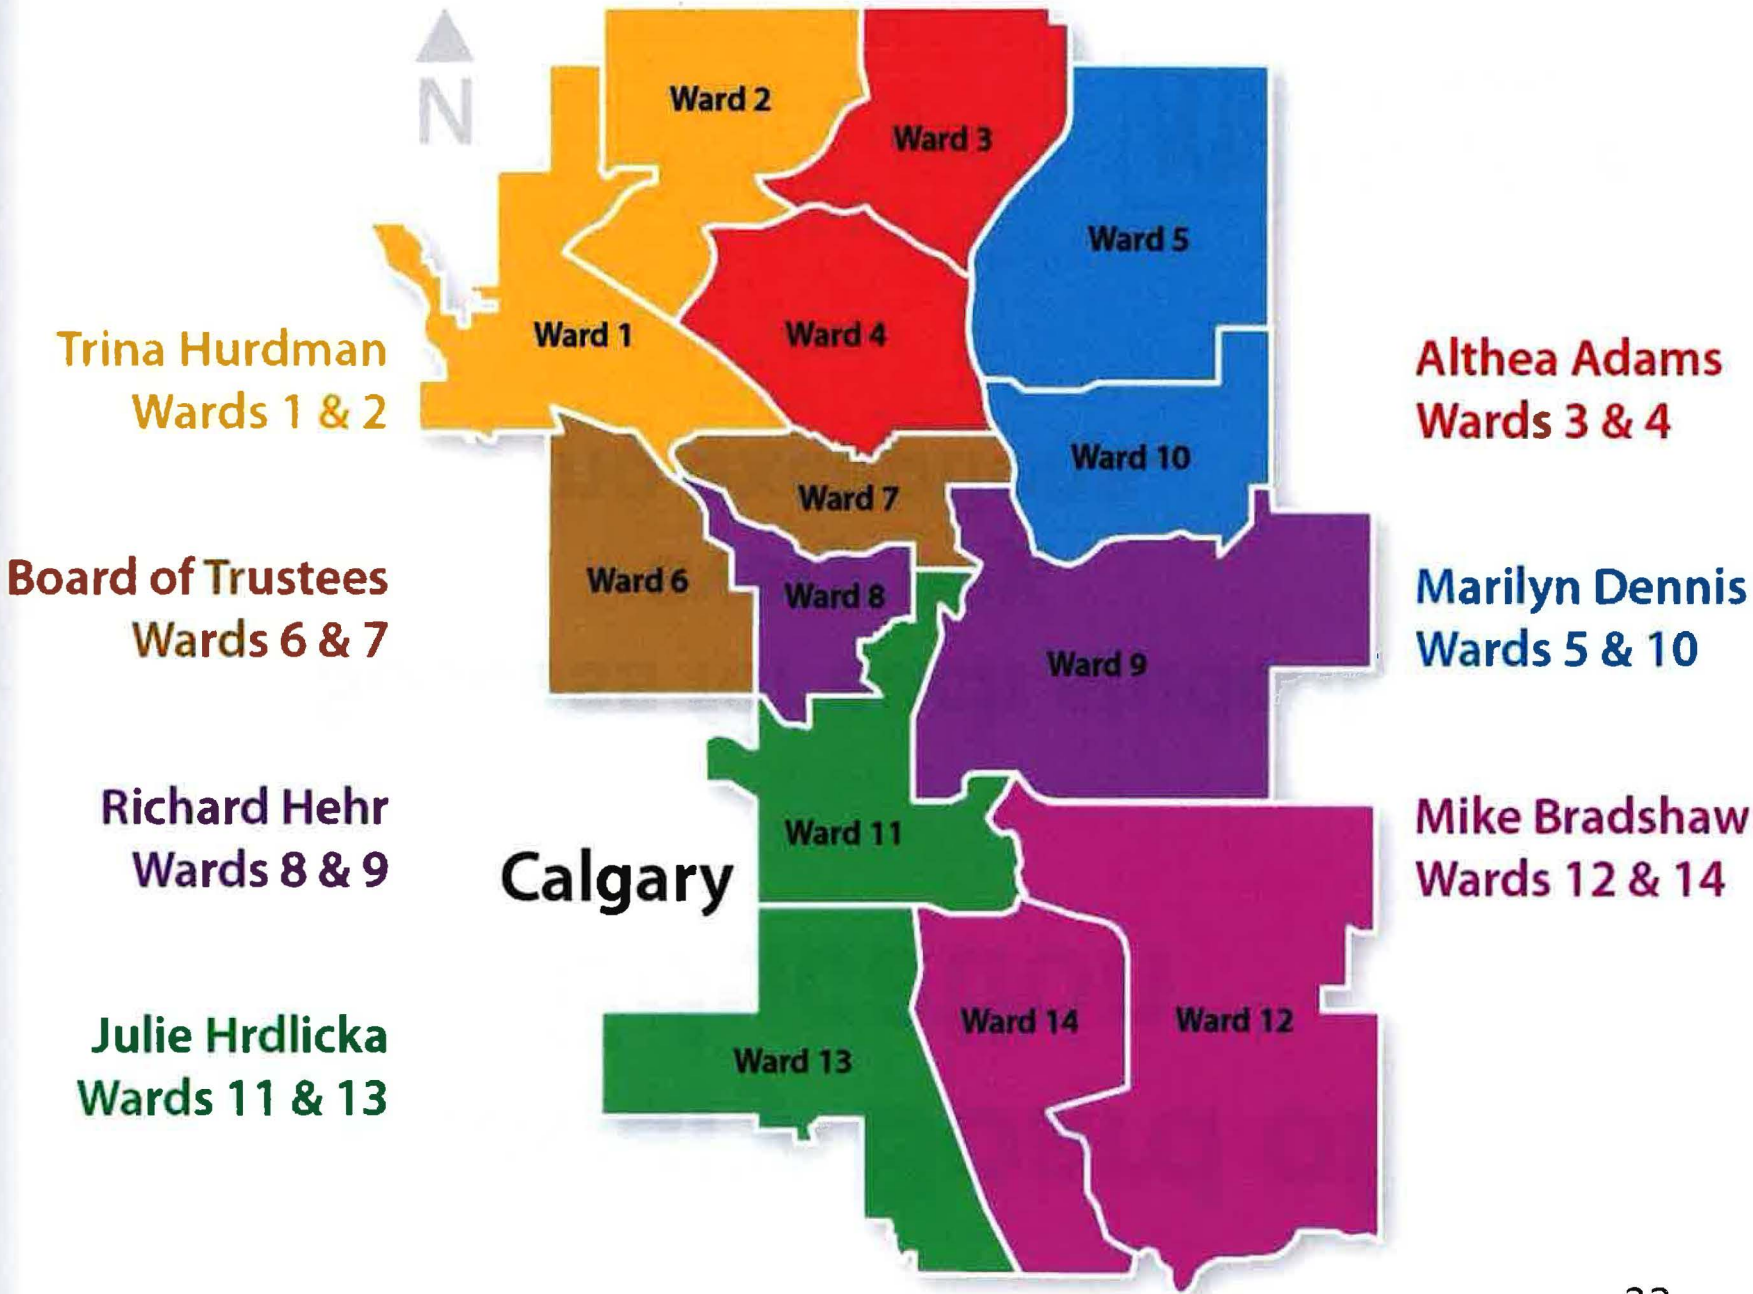 N
Ward 2
Ward 3
Ward 5
Ward 1
Ward 4
Ward 10
Ward 7
Ward 6
Ward 8
Ward 9
Ward 11
Ward 14
Ward 12
Ward 13
Calgary
Trina Hurdman
Wards 1 & 2
Board of Trustees
Wards 6 & 7
Richard Hehr
Wards 8 & 9
Julie Hrdlicka
Wards 11 & 13
Althea Adams
Wards 3 & 4
Marilyn Dennis
Wards 5 & 10
Mike Bradshaw
Wards 12 & 14